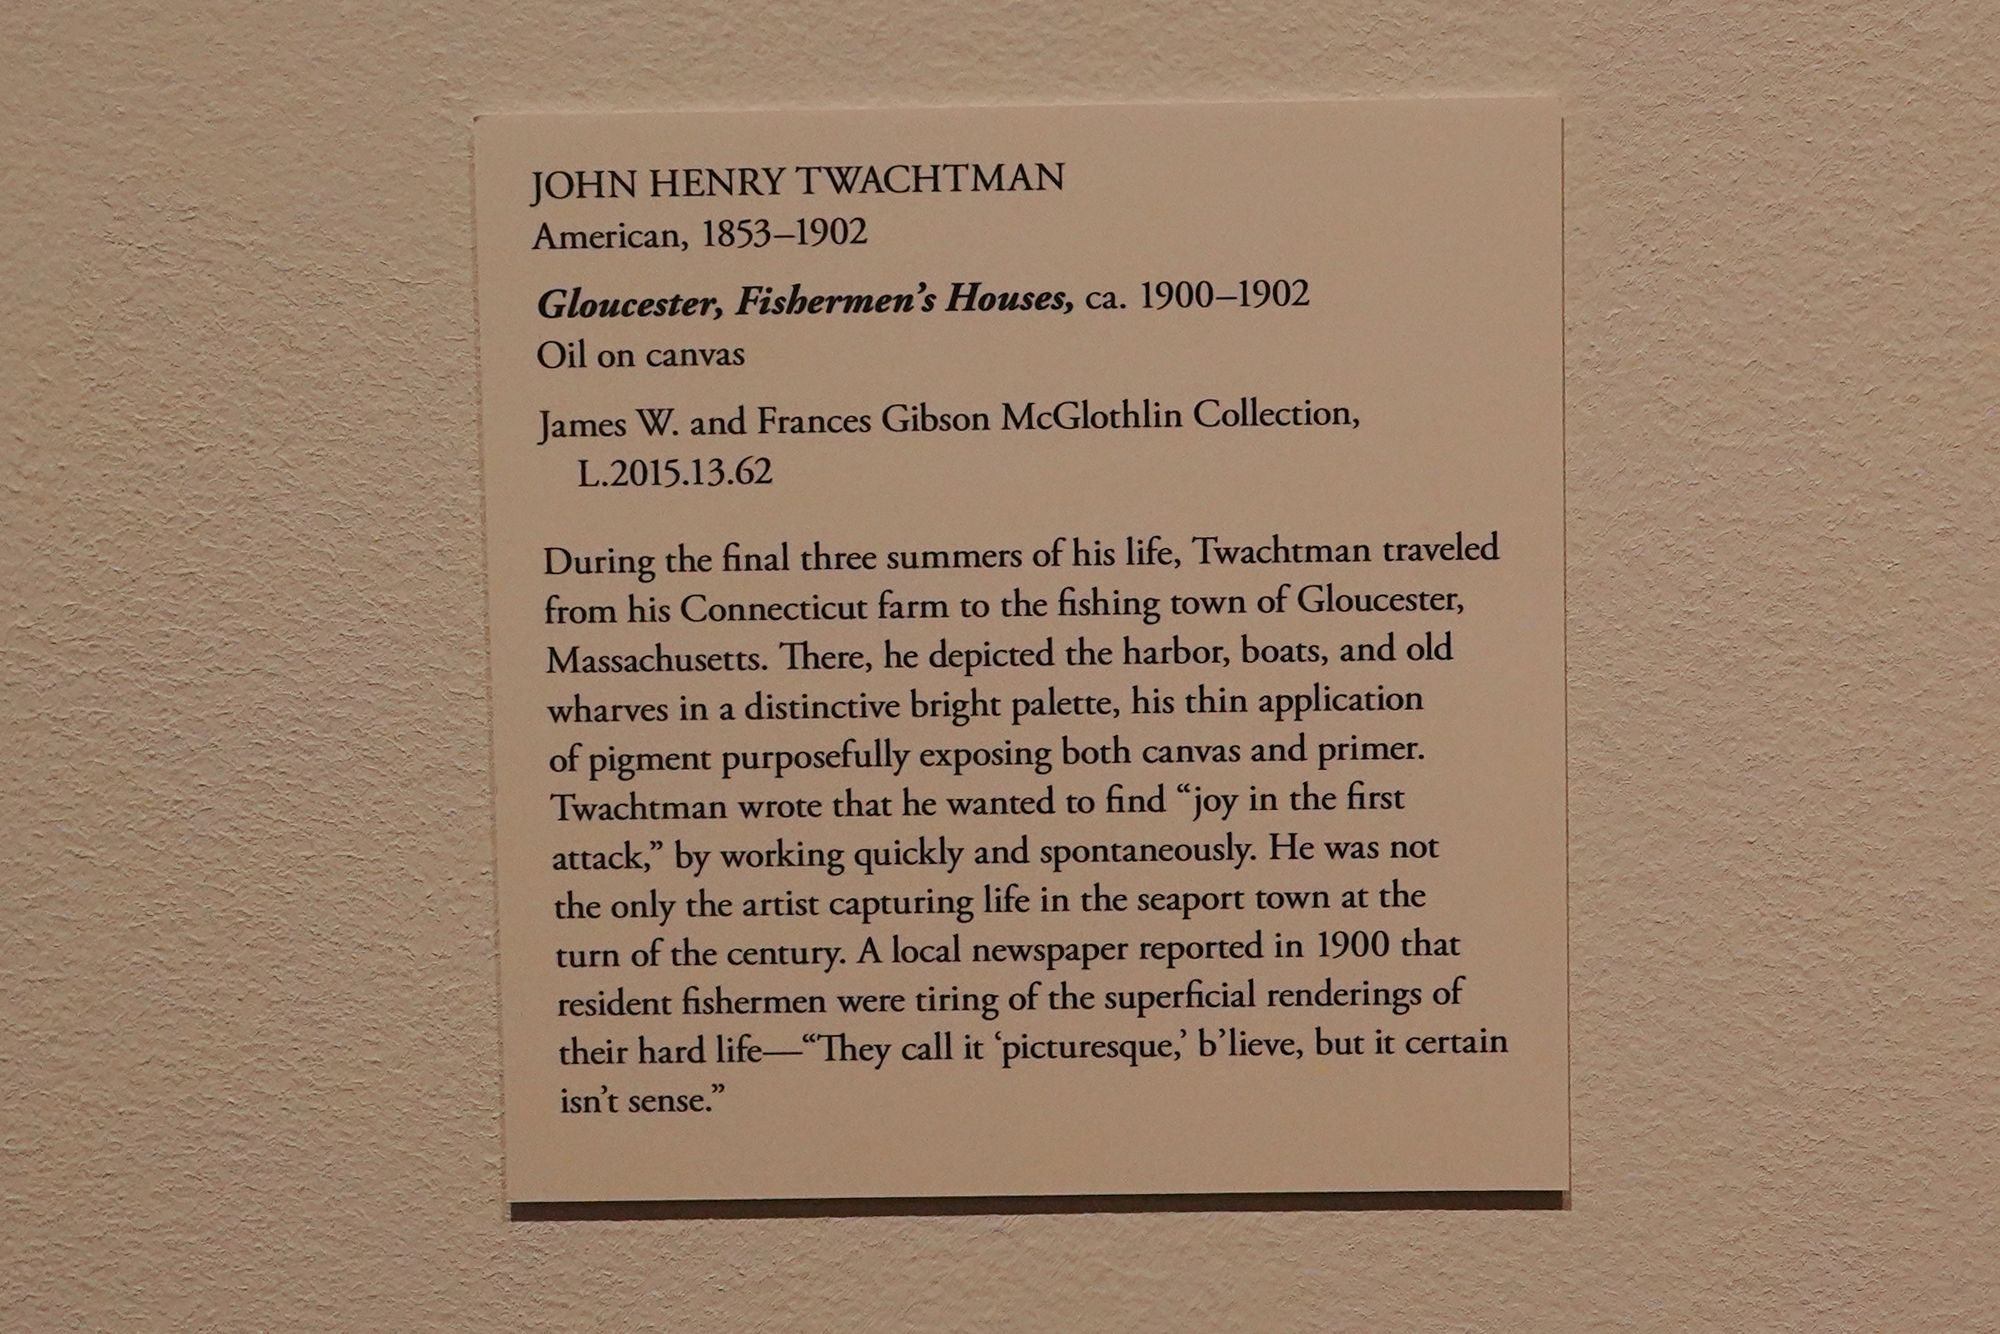 JOHN HENRY TWACHTMAN
American, 1853–1902
Gloucester, Fishermen’s Houses, ca. 1900–1902
Oil on canvas
James W. and Frances Gibson McGlothlin Collection,
L.2015.13.62
During the final three summers of his life, Twachtman traveled
from his Connecticut farm to the fishing town of Gloucester,
Massachusetts. There, he depicted the harbor, boats, and old
wharves in a distinctive bright palette, his thin application
of pigment purposefully exposing both canvas and primer.
Twachtman wrote that he wanted to find “joy in the first
attack,” by working quickly and spontaneously. He was not
the only the artist capturing life in the seaport town at the
turn of the century. A local newspaper reported in 1900 that
resident fishermen were tiring of the superficial renderings of
their hard life—“They call it ‘picturesque,’ b’lieve, but it certain
isn’t sense.”